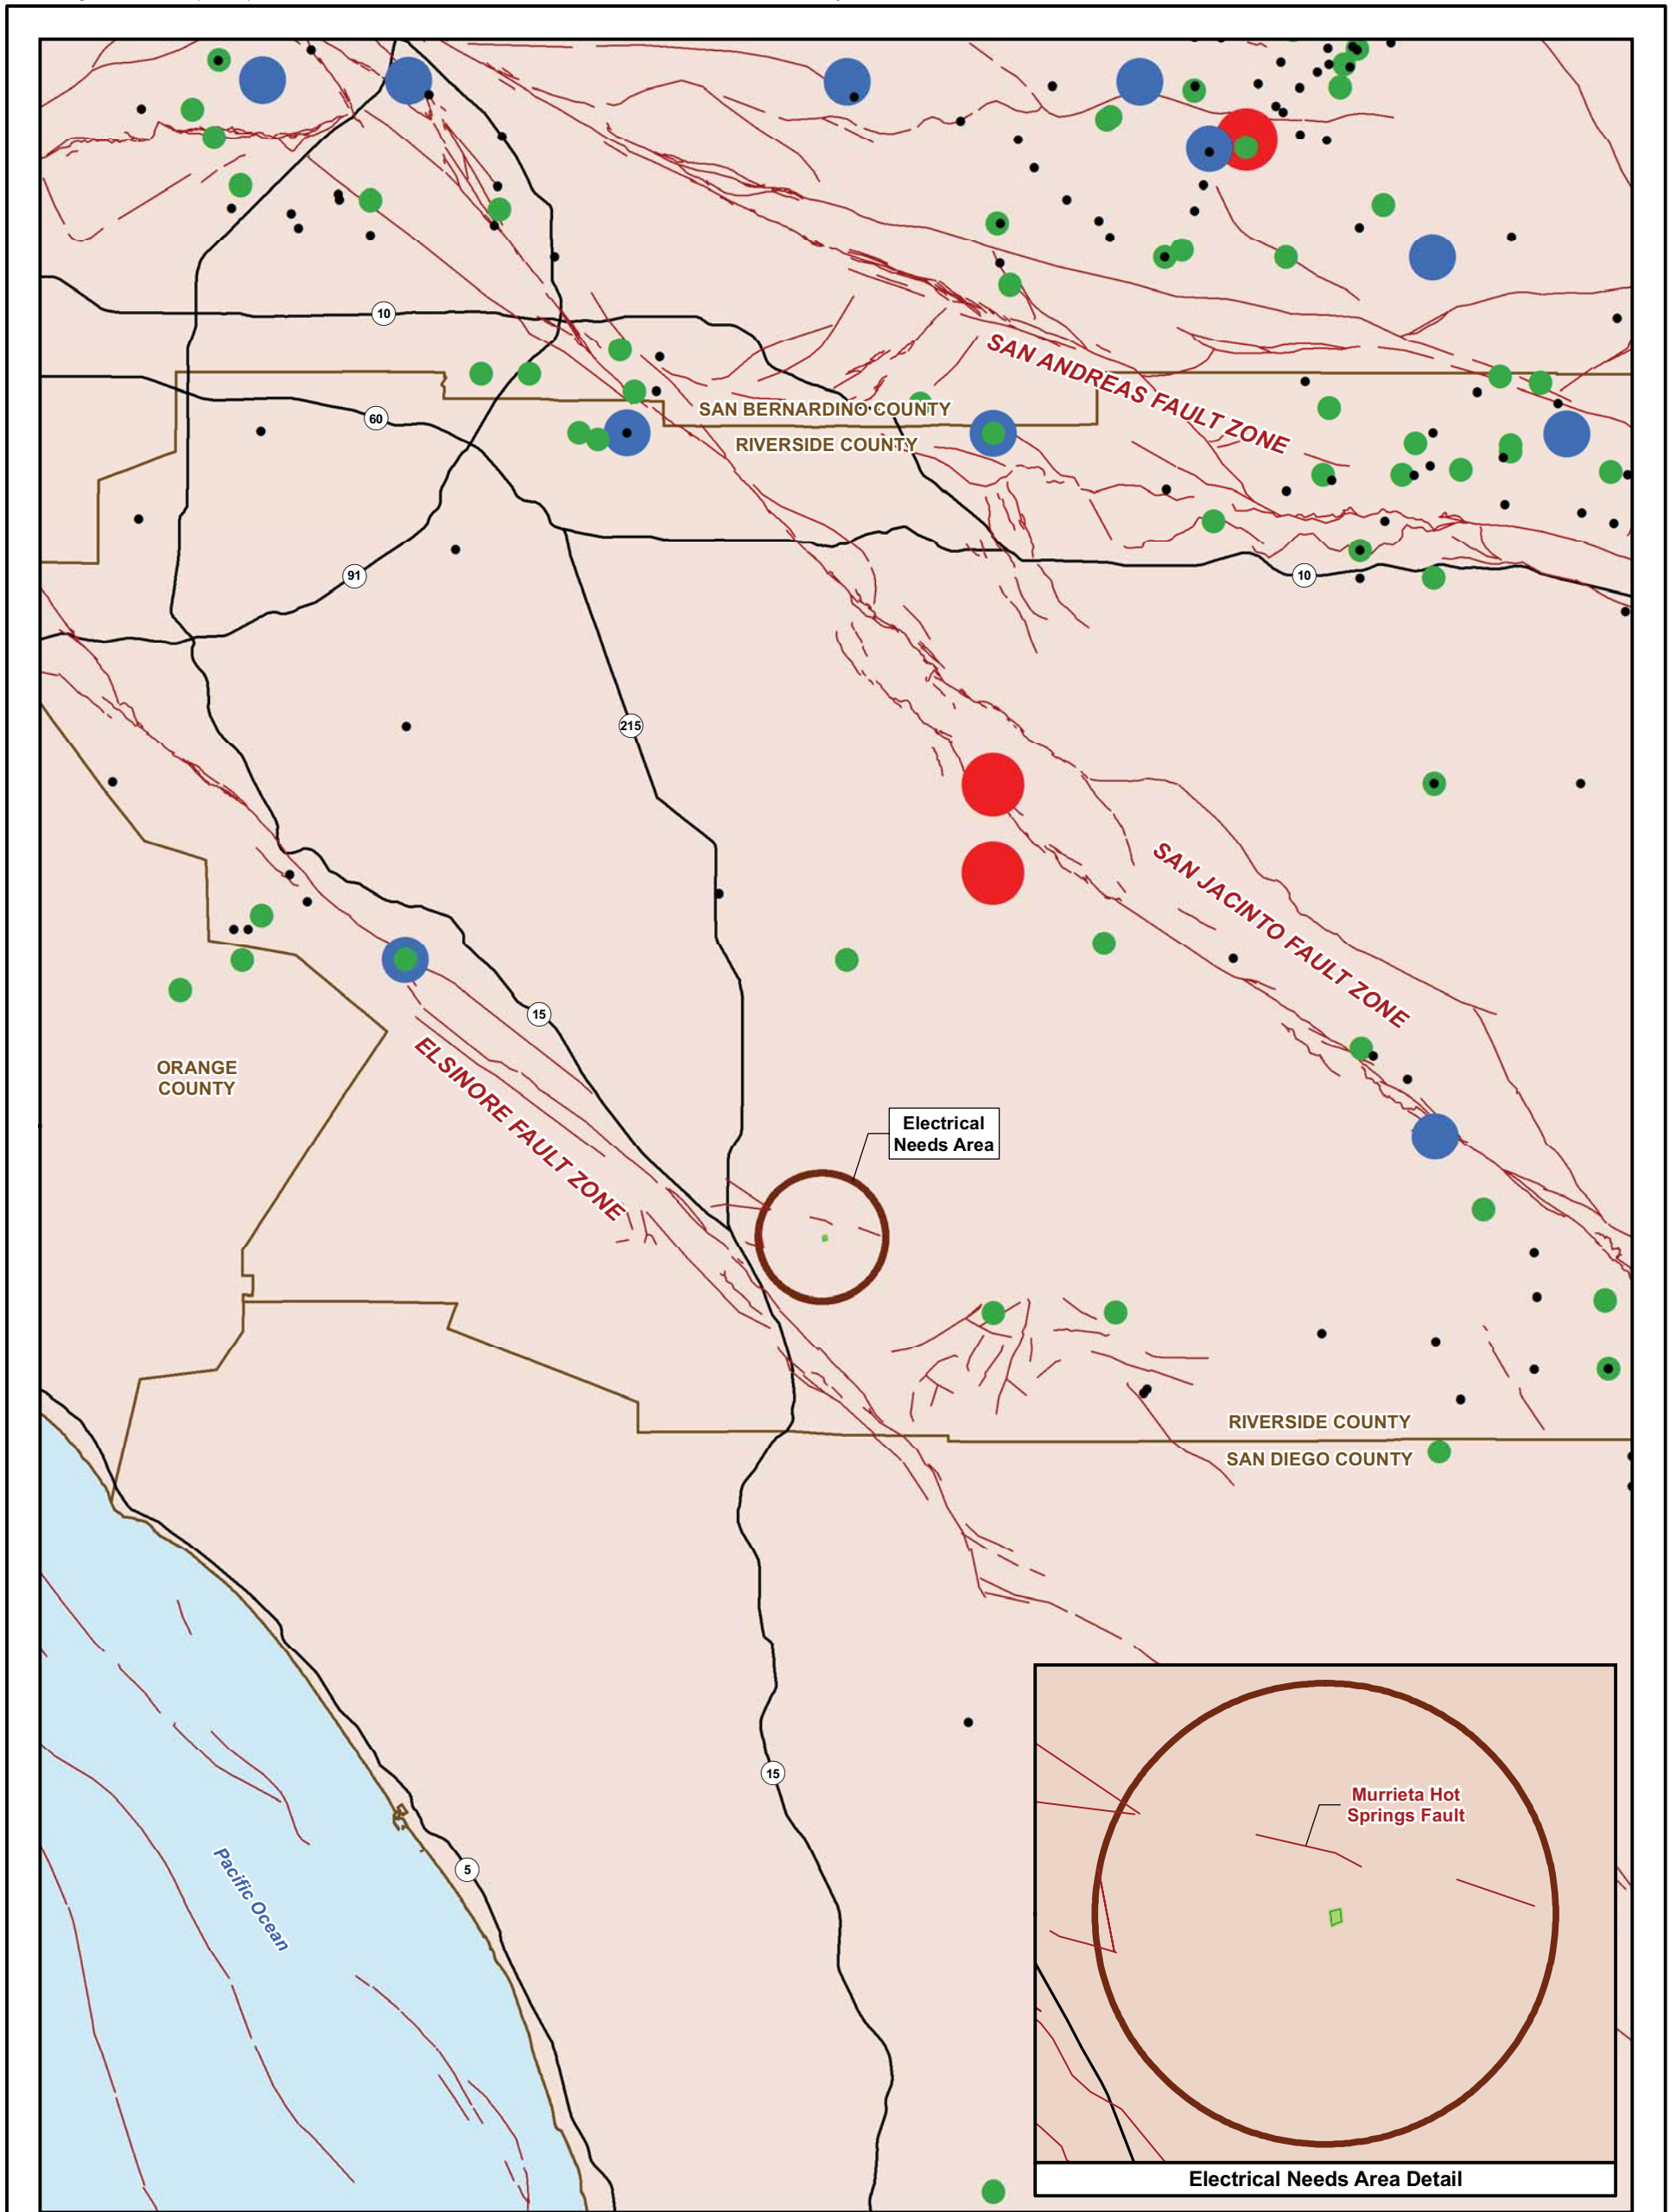 10
SAN ANDREAS FAULT ZONE
SAN BERNARDINO COUNTY
60
RIVERSIDE COUNTY
91
10
215
SAN JACINTO FAULT ZONE
15
ORANGE
COUNTY
ELSINORE FAULT ZONE
Electrical
Needs Area
RIVERSIDE COUNTY
SAN DIEGO COUNTY
15
Murrieta Hot
Springs Fault
5
Pacific Ocean
Electrical Needs Area Detail